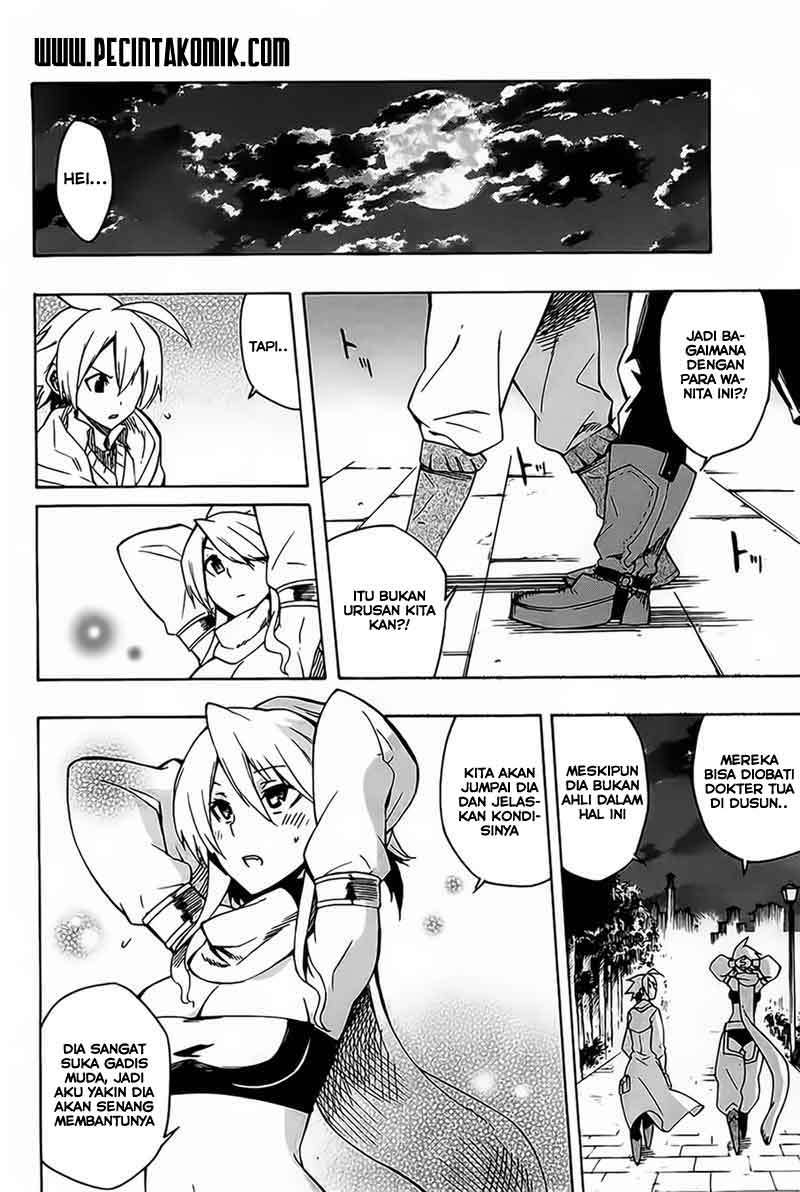 WWW.PECINTAKOMIK.COM
HEI...
JADI BA-
GAIMANA
DENGAN
PARA WA-
NITA INI?!
TAPI..
ITU BUKAN
URUSAN KITA
KAN?!
MEREKA
BISA DIOBATI
DOKTER TUA
DI DUSUN..
MESKIPUN
DIA BUKAN
AHLI DALAM
HAL INI
KITA AKAN
JUMPAI DIA
DAN JELAS-
KAN KONDI-
SINYA
DIA SANGAT
SUKA GADIS
MUDA, JADI
AKU YAKIN DIA
AKAN SENANG
MEMBANTUNYA